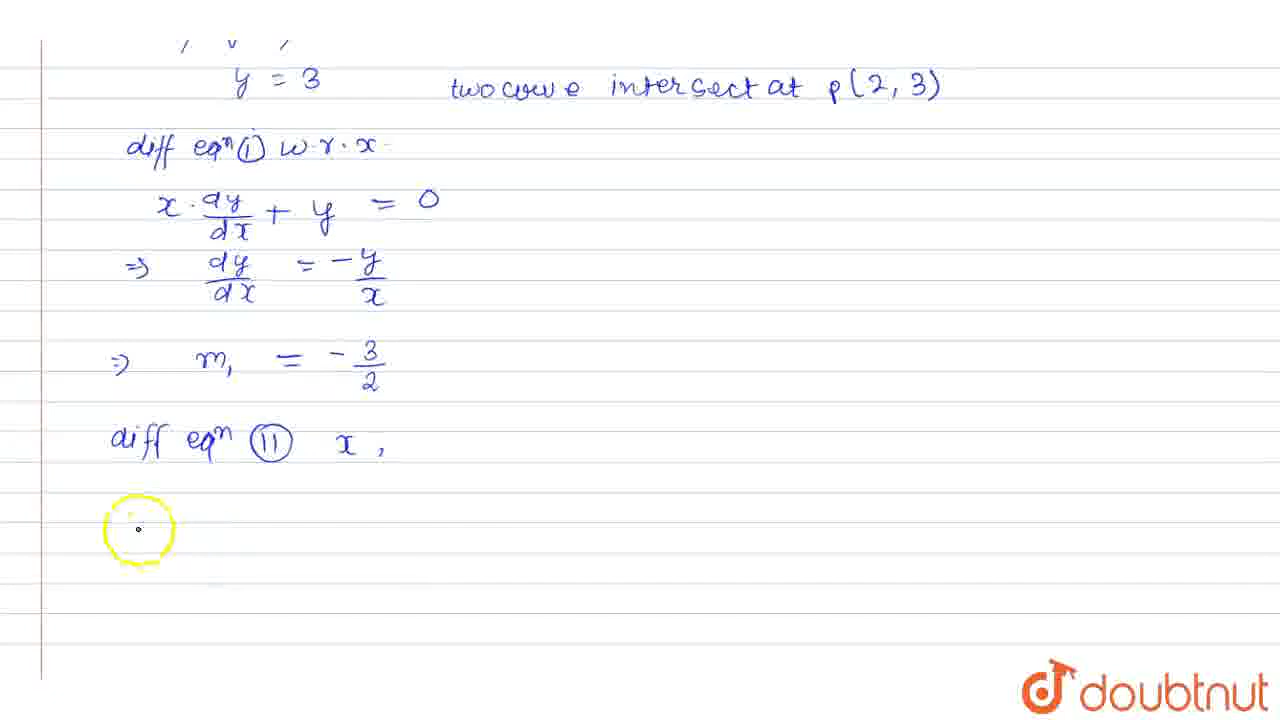 y = 3
two curve intersect at p(2, 3)
diff eqⁿ (i) w.r.x
x · dy/dx + y = 0
⇒ dy/dx = -y/x
⇒ m₁ = -3/2
diff eqⁿ (II) x,
doubtnut